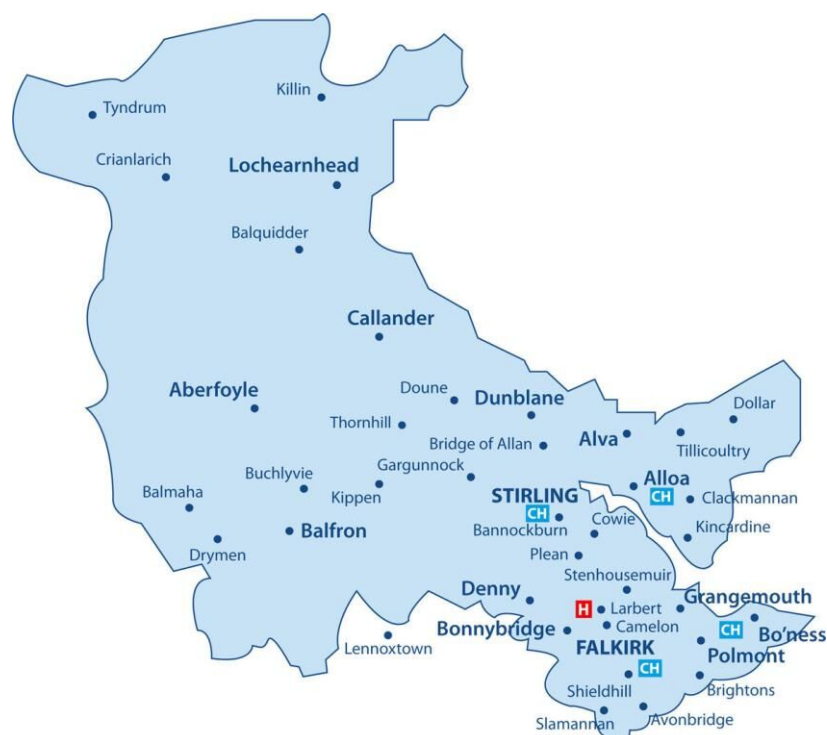 Killin
Tyndrum
Crianlarich
Lochearnhead
Balquidder
Callander
Aberfoyle
Doune
Dunblane
Dollar
Thornhill
Bridge of Allan
Alva
Tillicoultry
Gargunnock
Buchlyvie
Alloa
CH
Balmaha
Kippen
STIRLING
CH
Clackmannan
Cowie
Bannockburn
Kincardine
Balfron
Drymen
Plean
Stenhousemuir
Denny
Grangemouth
H
Larbert
Bonnybridge
Camelon
CH
Bo'ness
Lennoxtown
FALKIRK
Polmont
CH
Shieldhill
Brightons
Slamannan
Avonbridge